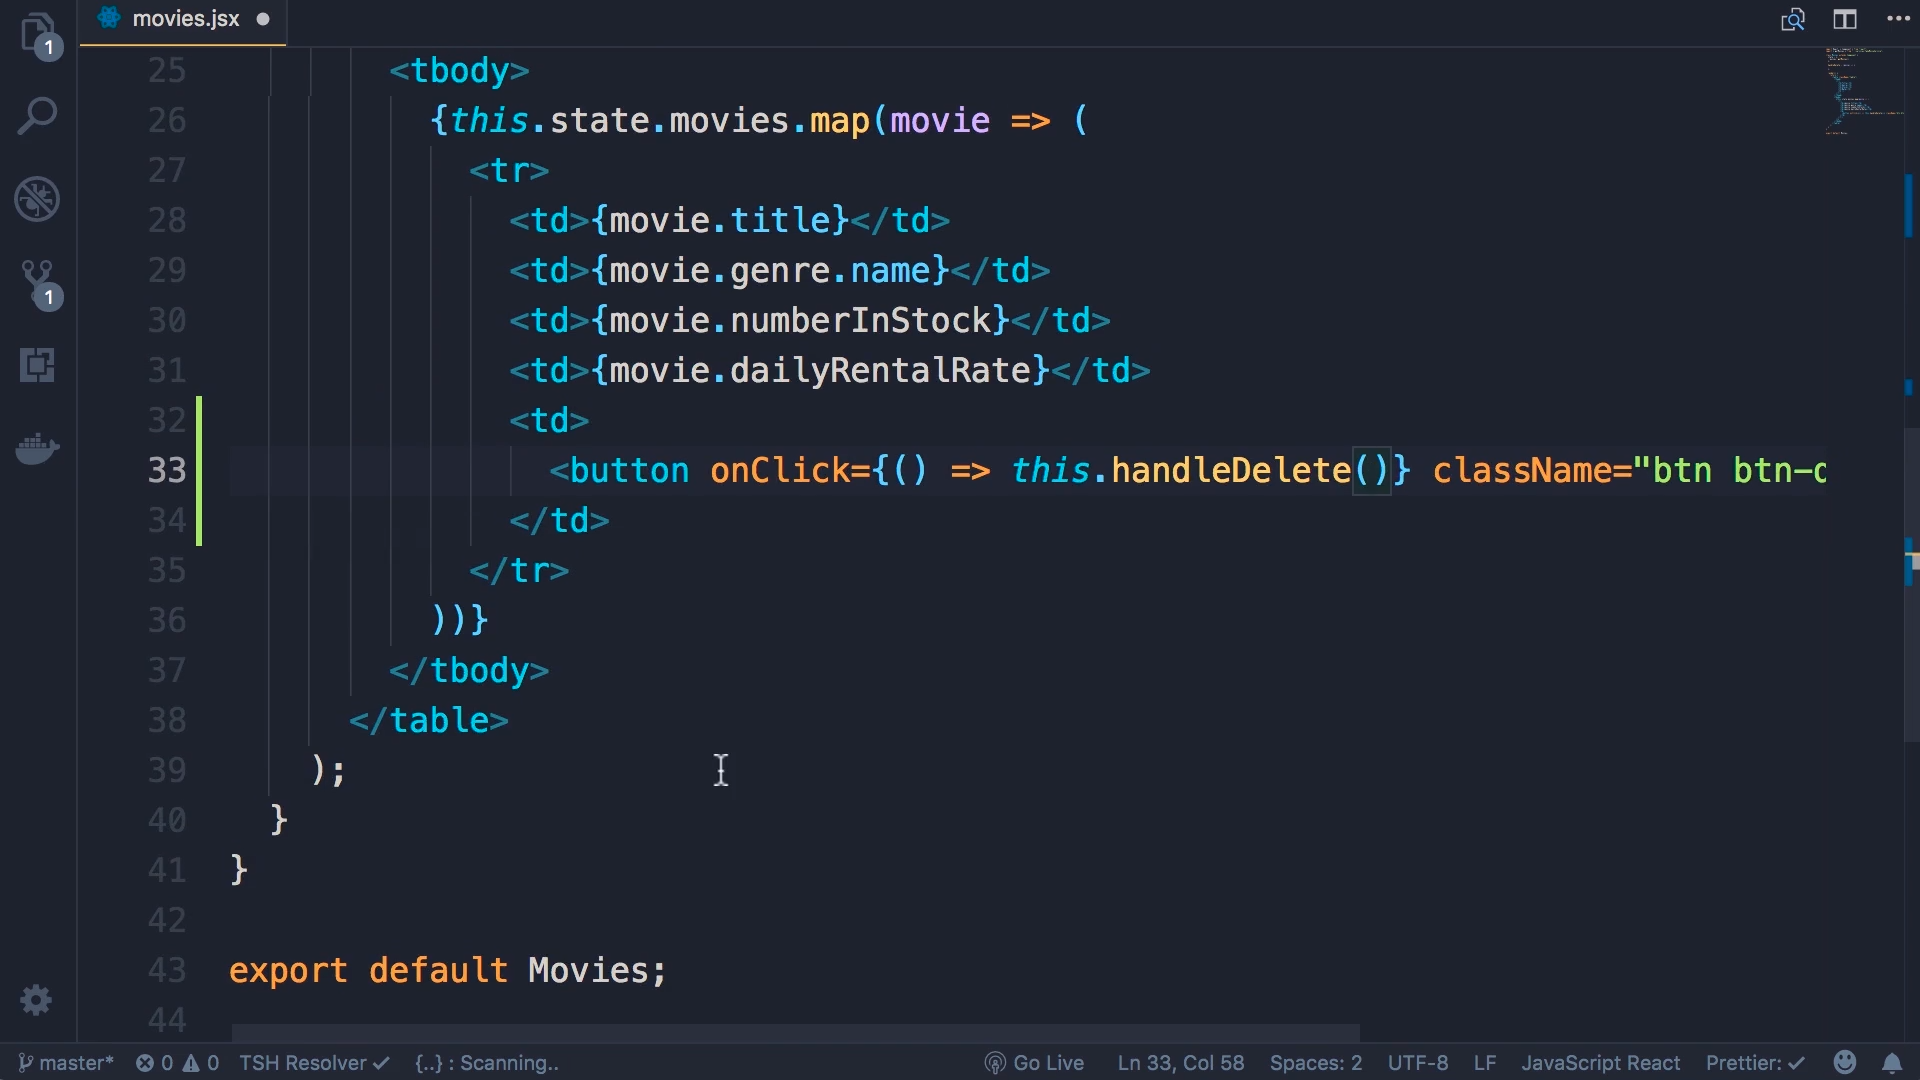 movies.jsx
1
1
25 <tbody>
26 {this.state.movies.map(movie => (
27 <tr>
28 <td>{movie.title}</td>
29 <td>{movie.genre.name}</td>
30 <td>{movie.numberInStock}</td>
31 <td>{movie.dailyRentalRate}</td>
32 <td>
33 <button onClick={() => this.handleDelete()} className="btn btn-d
34 </td>
35 </tr>
36 ))}
37 </tbody>
38 </table>
39 );
40 }
41 }
42
43 export default Movies;
44
master* 0 0 TSH Resolver ✓ {..} : Scanning.. Go Live Ln 33, Col 58 Spaces: 2 UTF-8 LF JavaScript React Prettier: ✓